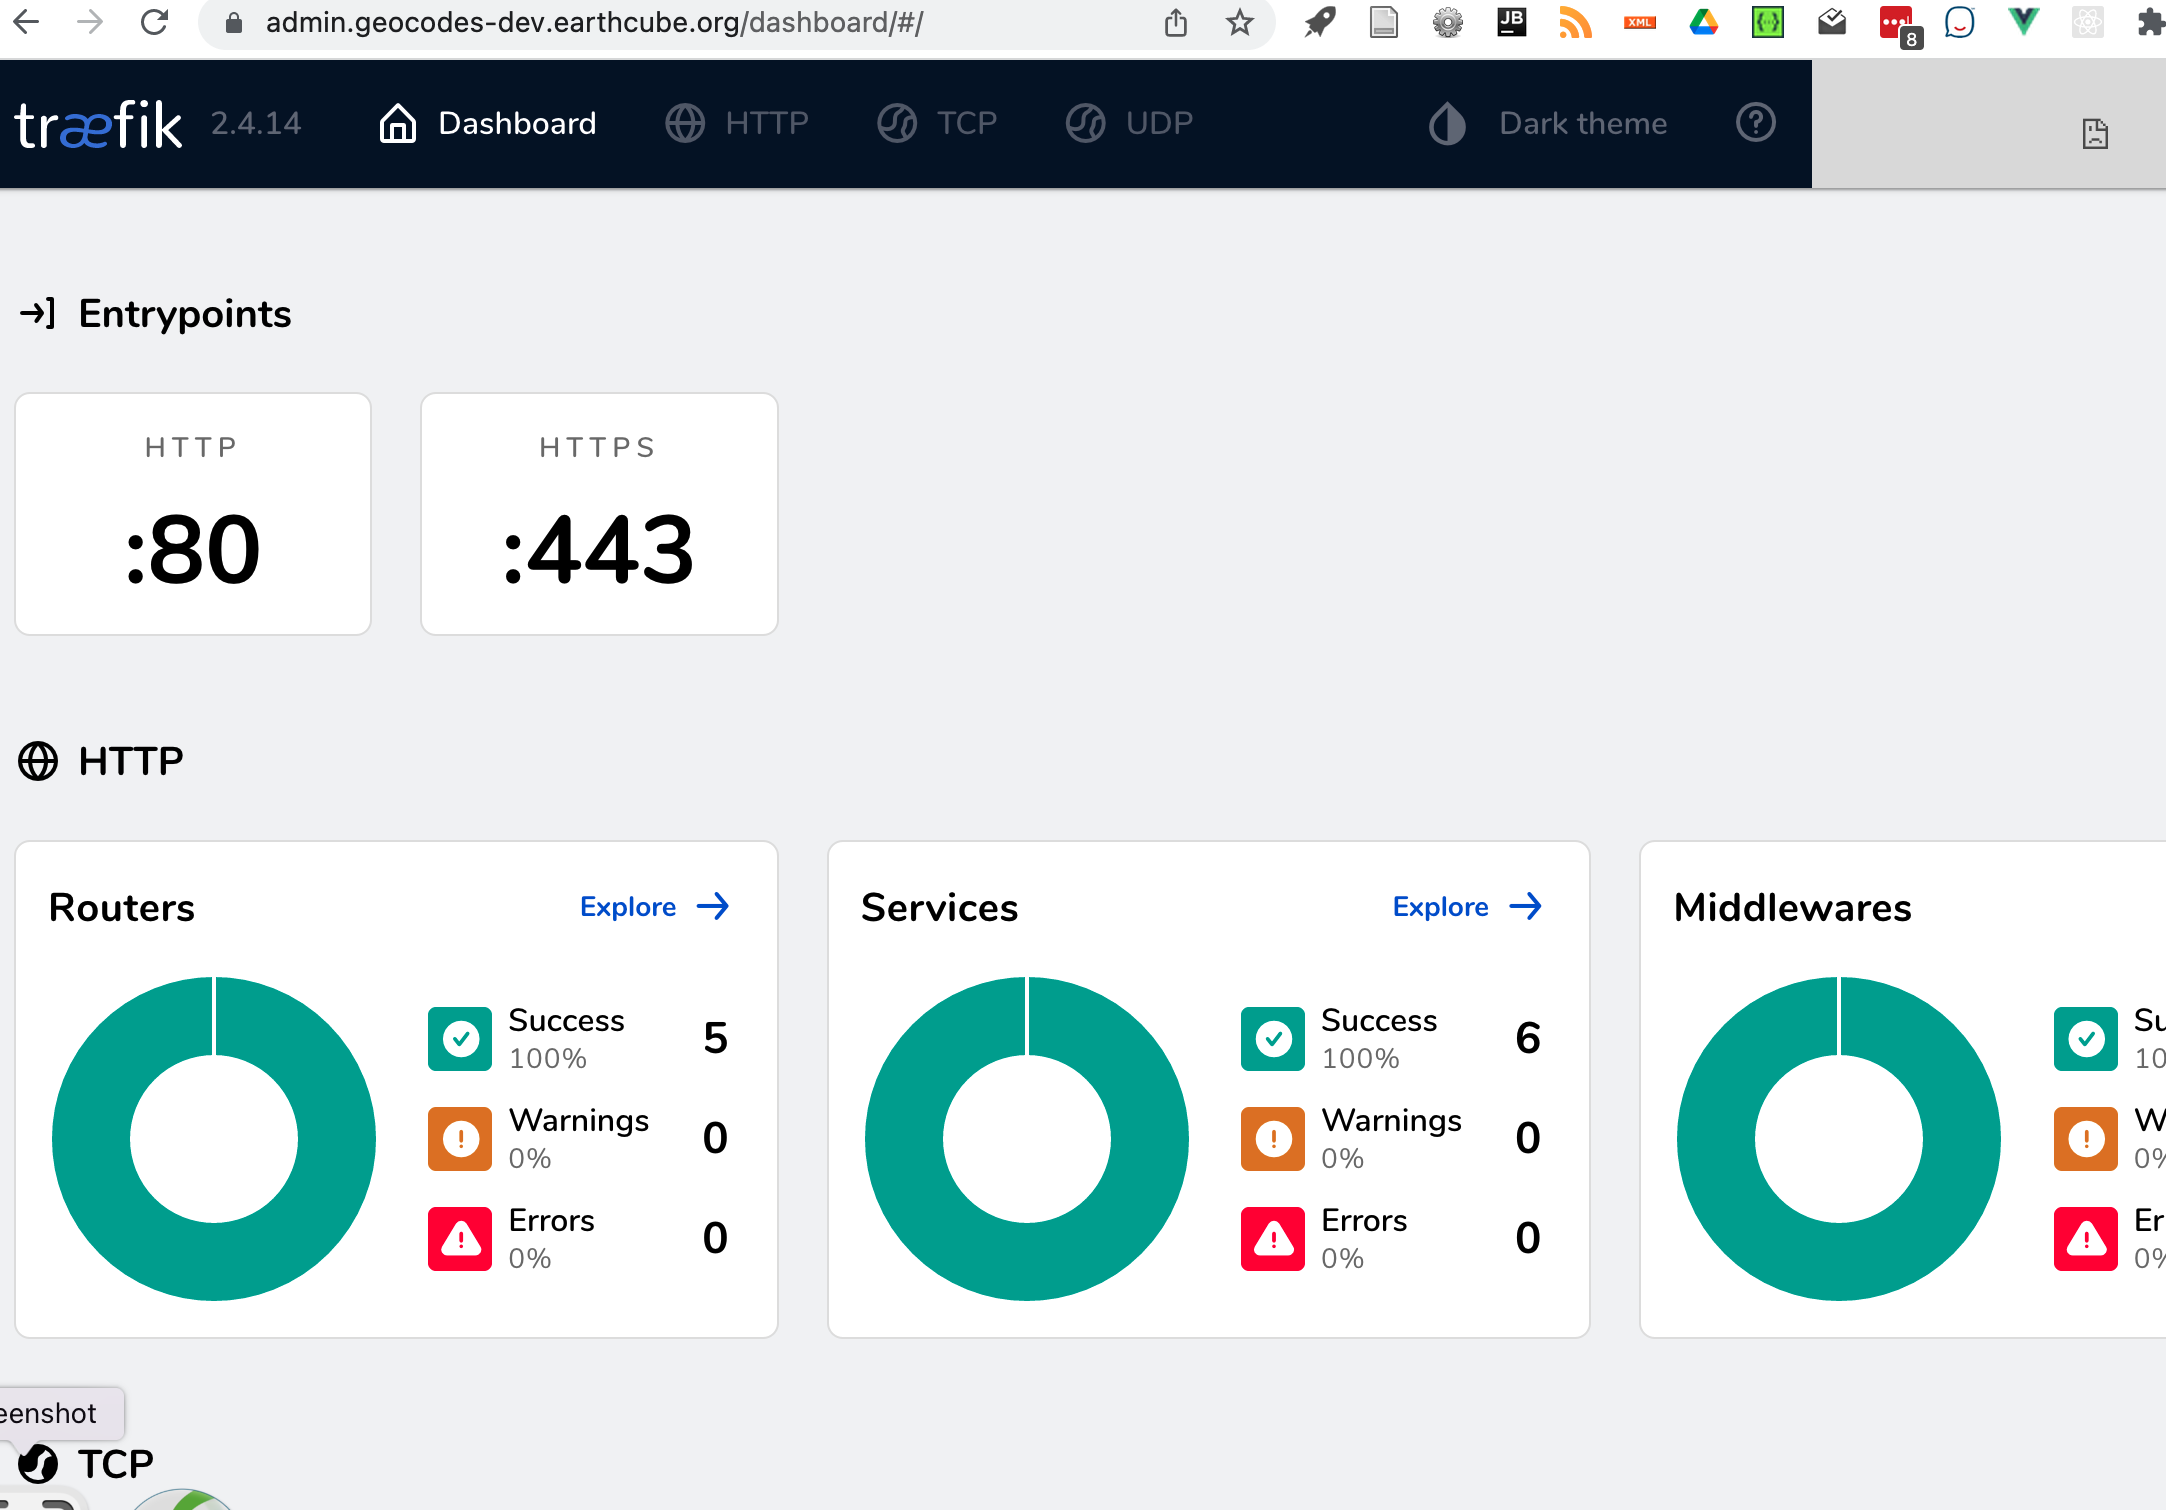 admin.geocodes-dev.earthcube.org/dashboard/#/
JB
XML
8
træfik 2.4.14 Dashboard HTTP TCP UDP Dark theme
Entrypoints
HTTP HTTPS
:80 :443
HTTP
Routers Explore Services Explore Middlewares
Success 5 Success 6 Su
100% 100% 10
Warnings 0 Warnings 0 W
0% 0% 0%
Errors 0 Errors 0 Er
0% 0% 0%
eenshot
TCP